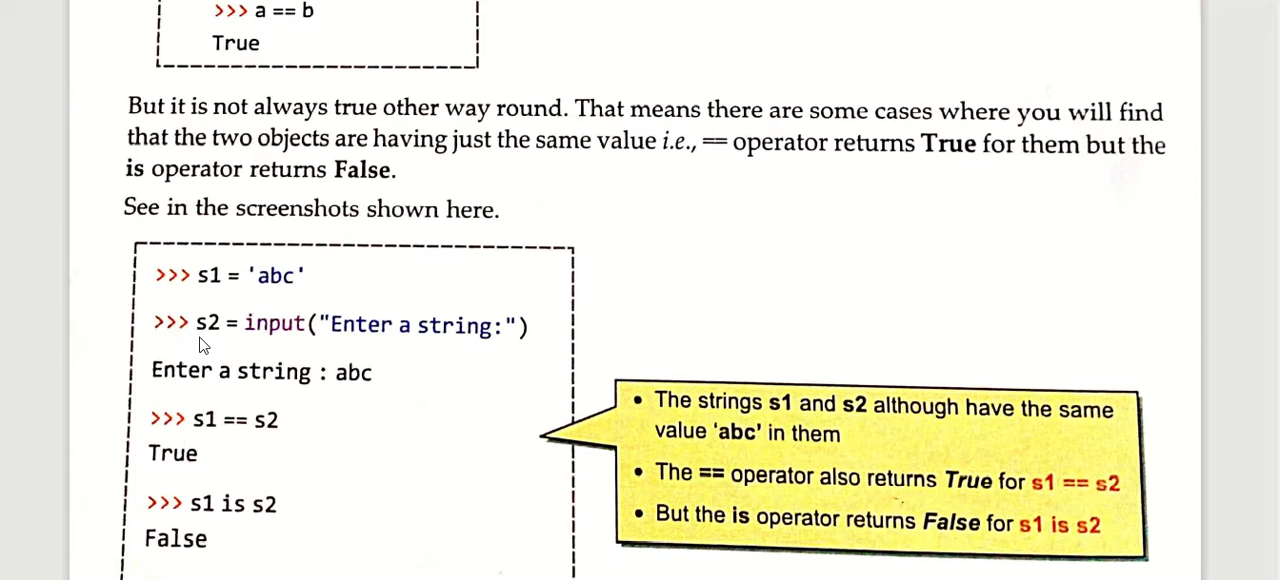 >>> a == b
True
But it is not always true other way round. That means there are some cases where you will find
that the two objects are having just the same value i.e., == operator returns True for them but the
is operator returns False.
See in the screenshots shown here.
>>> s1 = 'abc'
>>> s2 = input("Enter a string:")
Enter a string : abc
>>> s1 == s2
True
>>> s1 is s2
False
• The strings s1 and s2 although have the same
value 'abc' in them
• The == operator also returns True for s1 == s2
• But the is operator returns False for s1 is s2